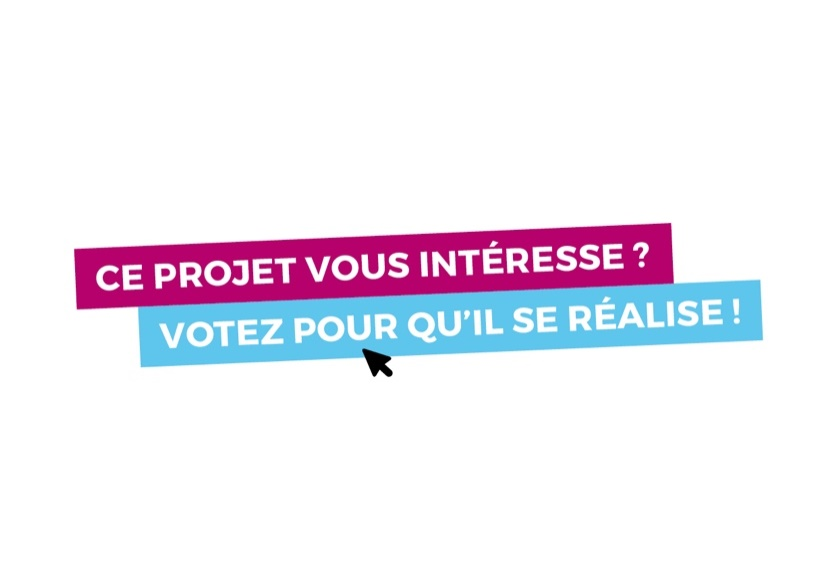 CE PROJET VOUS INTÉRESSE ?
VOTEZ POUR QU’IL SE RÉALISE !